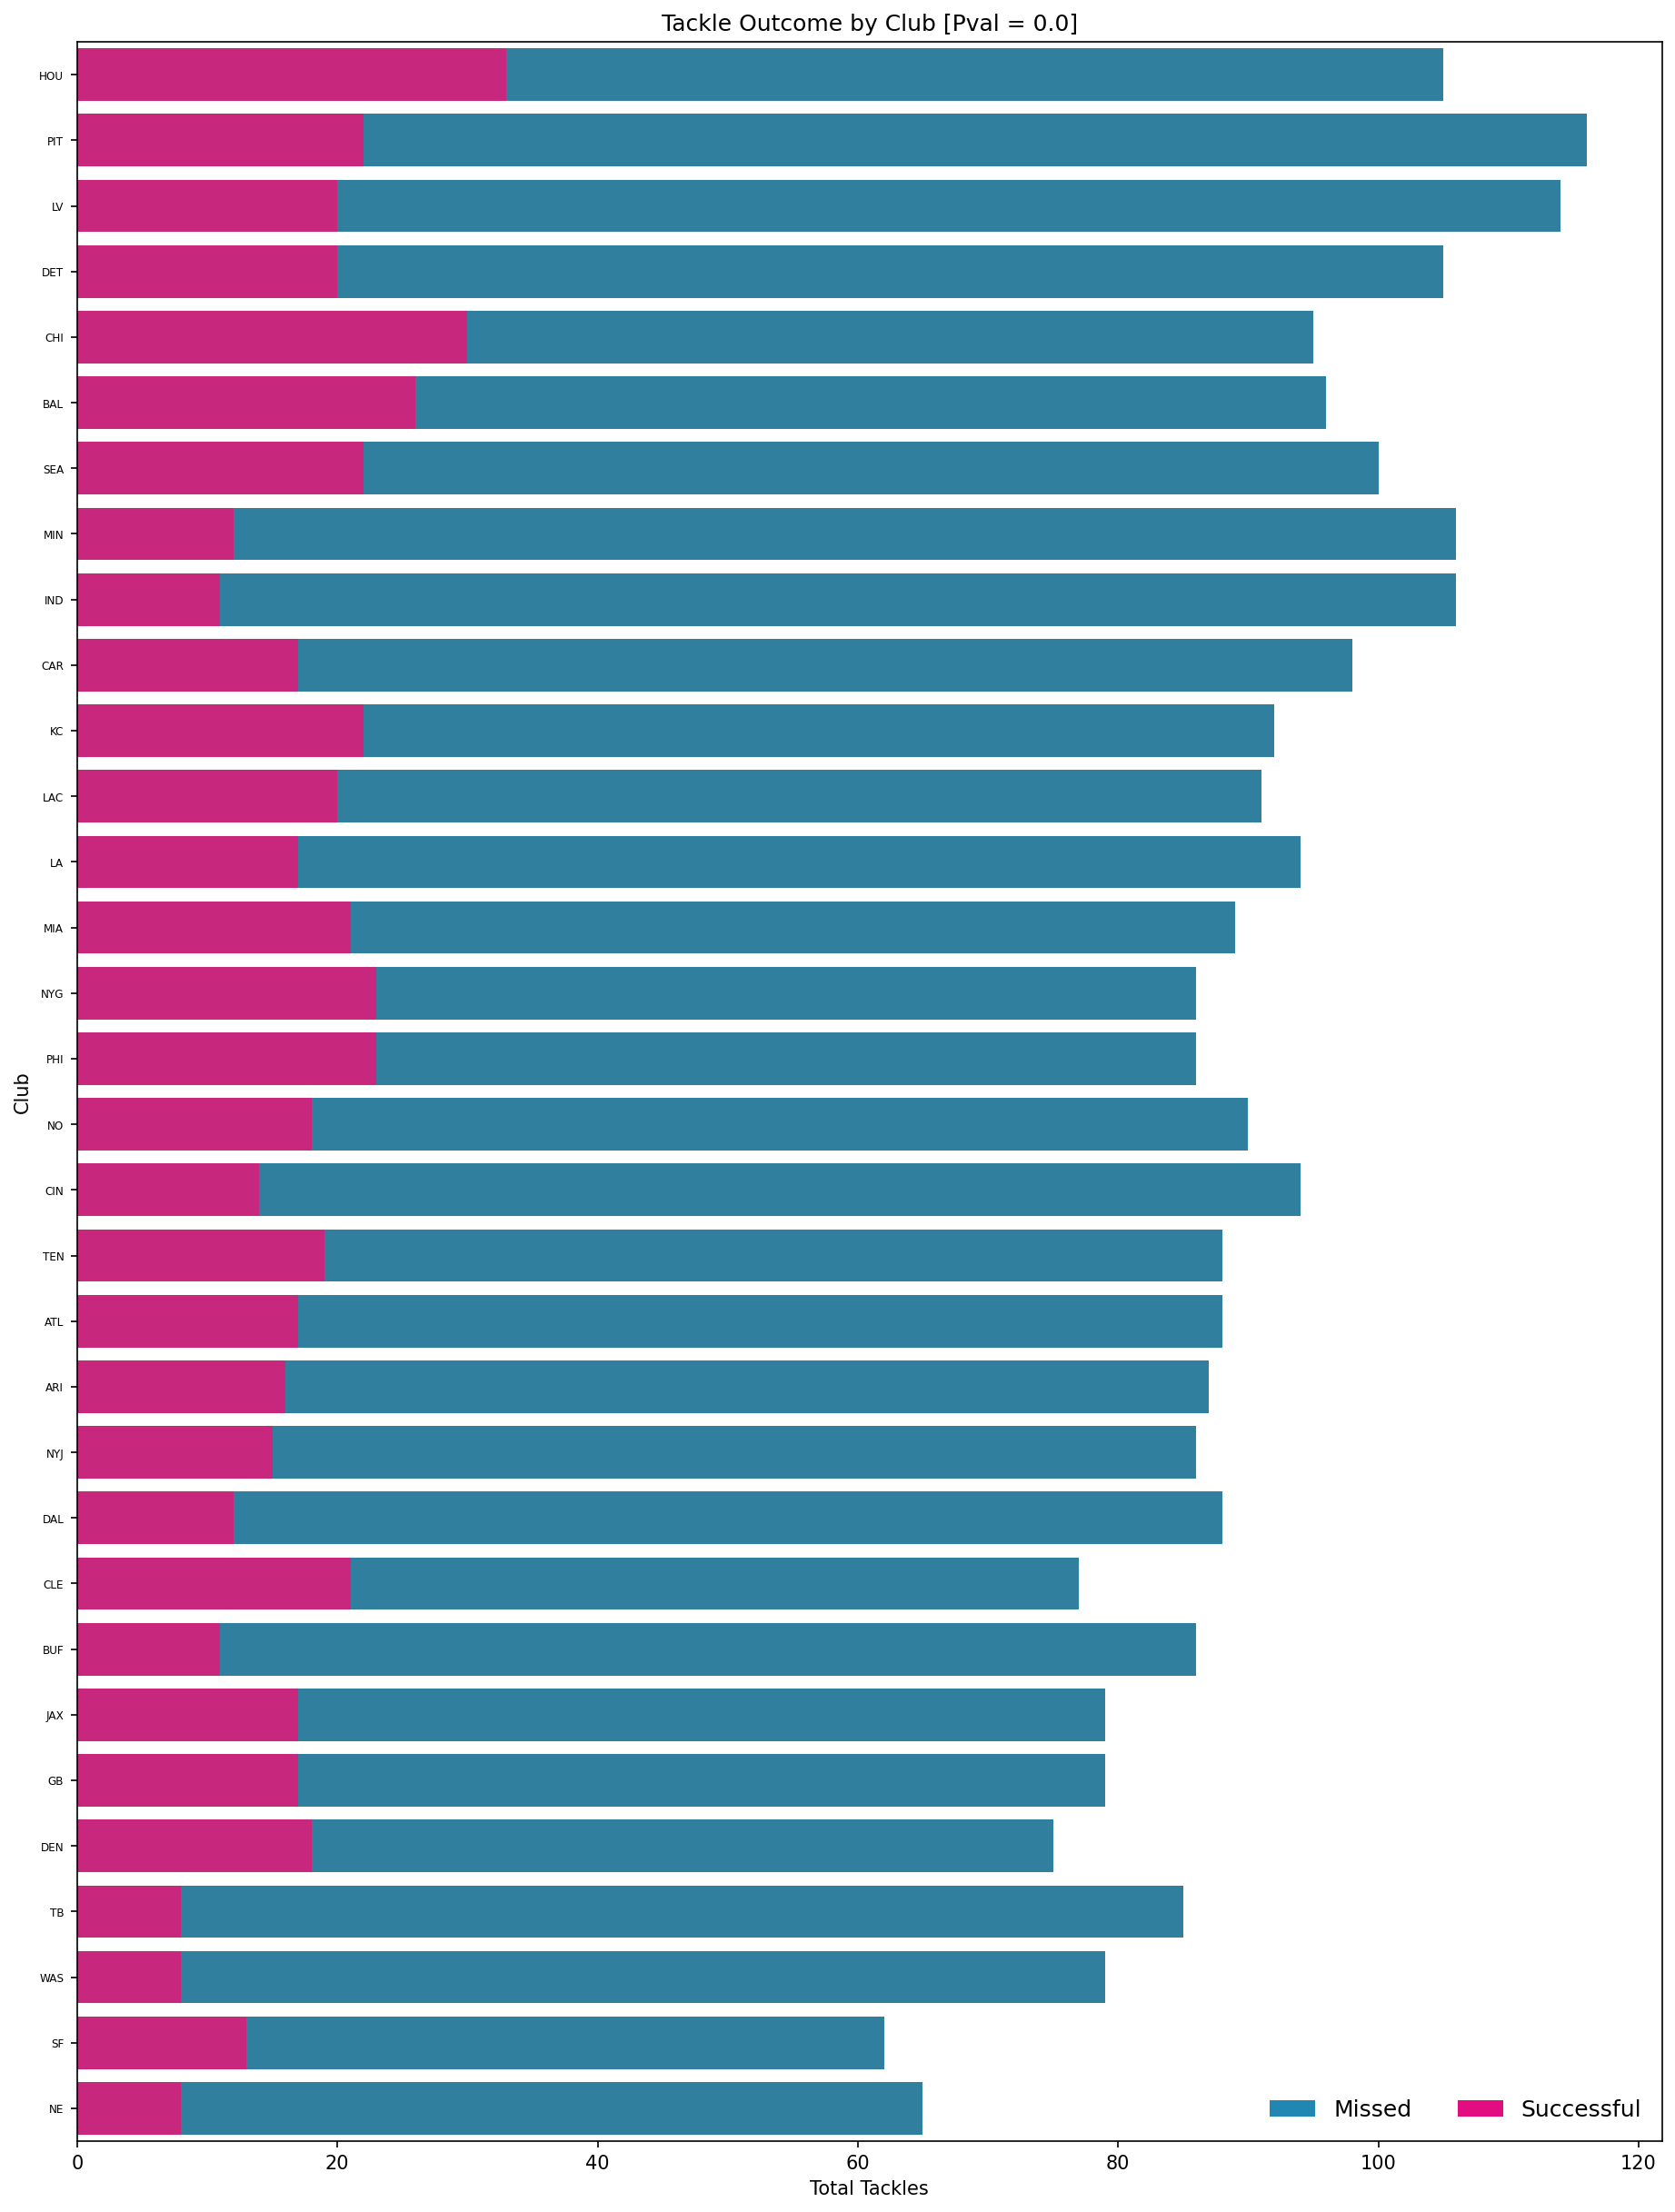 Tackle Outcome by Club [Pval = 0.0]
HOU
PIT
LV
DET
CHI
BAL
SEA
MIN
IND
CAR
KC
LAC
LA
MIA
NYG
PHI
NO
CIN
TEN
ATL
ARI
NYJ
DAL
CLE
BUF
JAX
GB
DEN
TB
WAS
SF
NE
Club
Missed Successful
0 20 40 60 80 100 120
Total Tackles